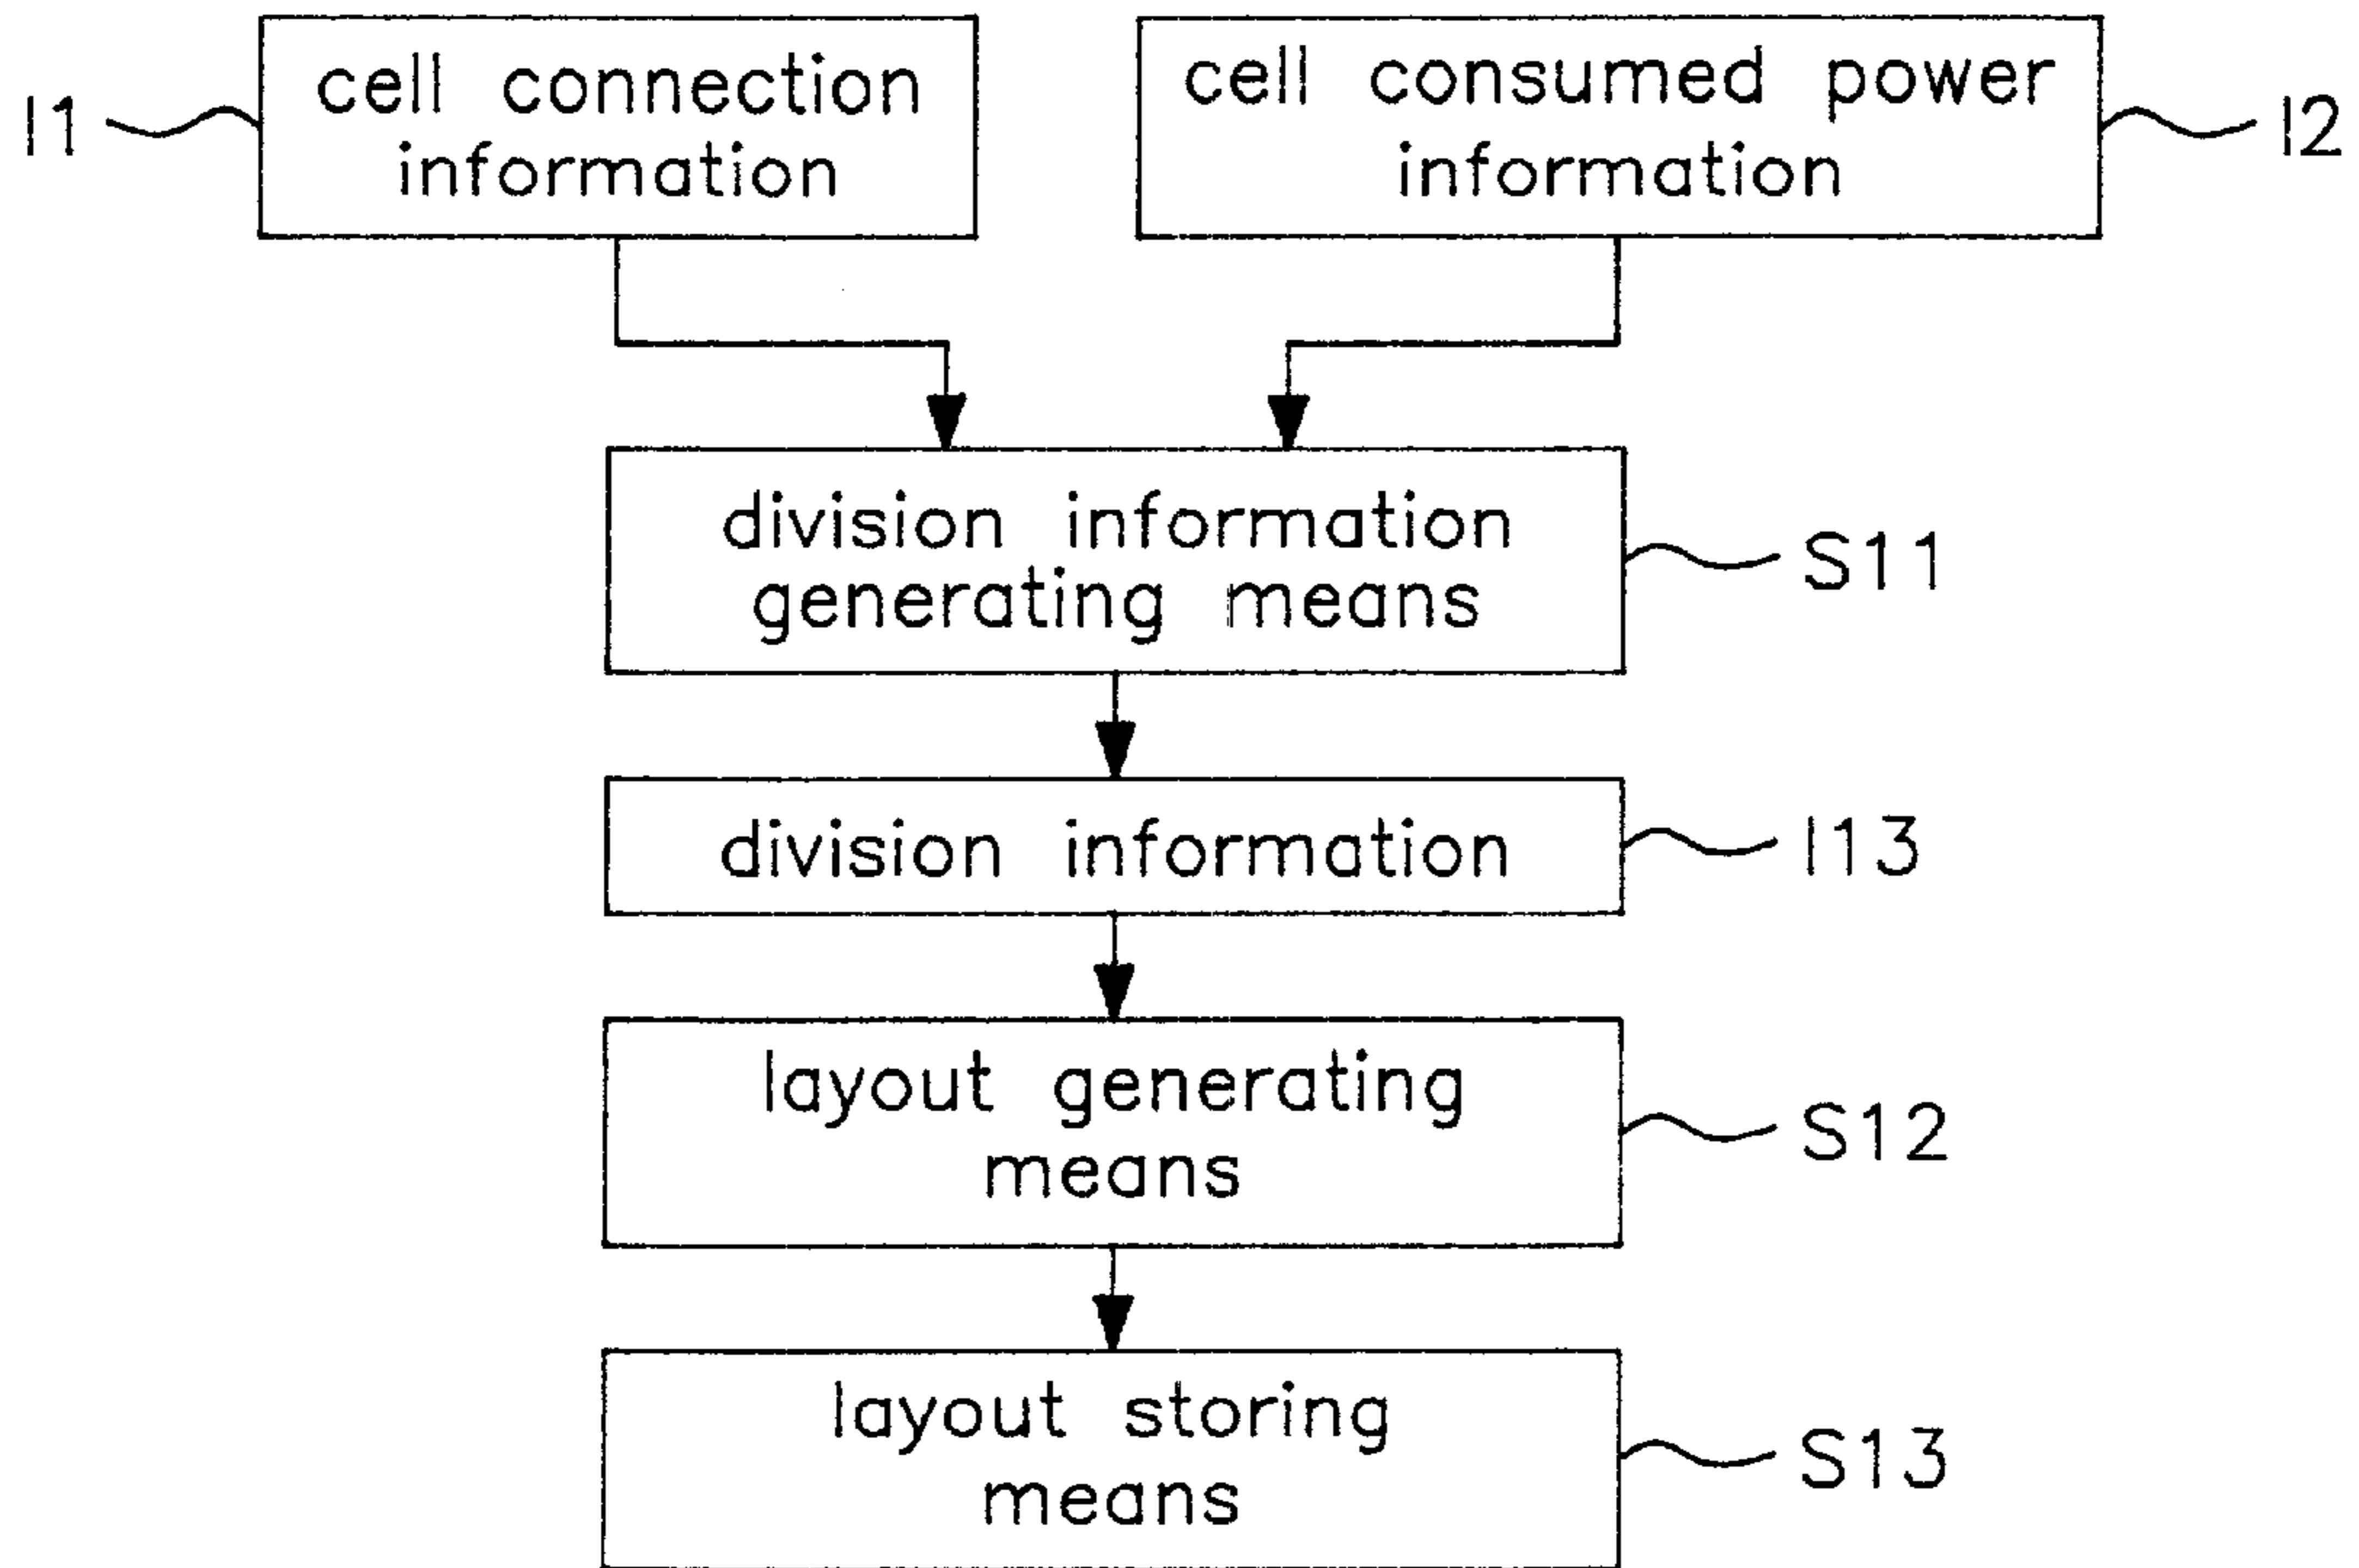 I1
cell connection
information
cell consumed power
information
I2
division information
generating means
S11
division information
I13
layout generating
means
S12
layout storing
means
S13